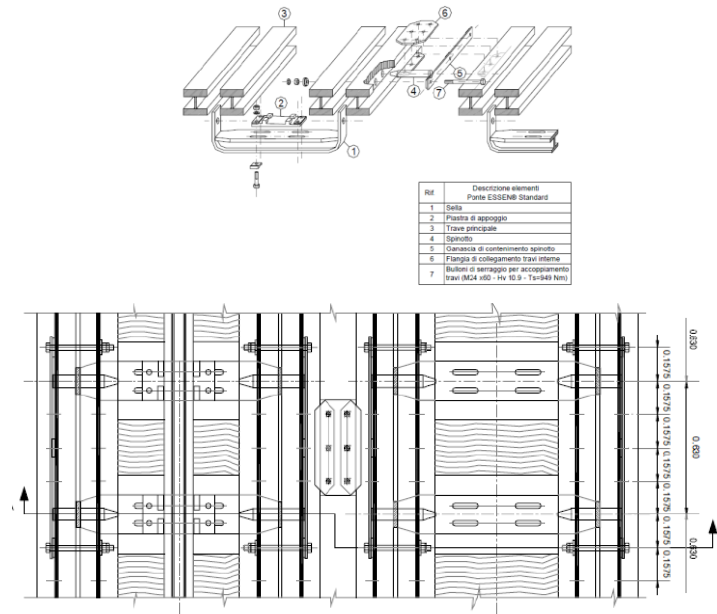 3
6
2
4
5
7
1
Rif.
Descrizione elementi
Ponte ESSEN® Standard
1 Sella
2 Piastra di appoggio
3 Trave principale
4 Spinotto
5 Ganascia di contenimento spinotto
6 Flangia di collegamento travi interne
7 Bulloni di serraggio per accoppiamento
travi (M24 x60 - Hv 10.9 - Ts=949 Nm)
0.630
0.1575
0.1575
0.1575
0.630
0.1575
0.1575
0.1575
0.630
0.1575